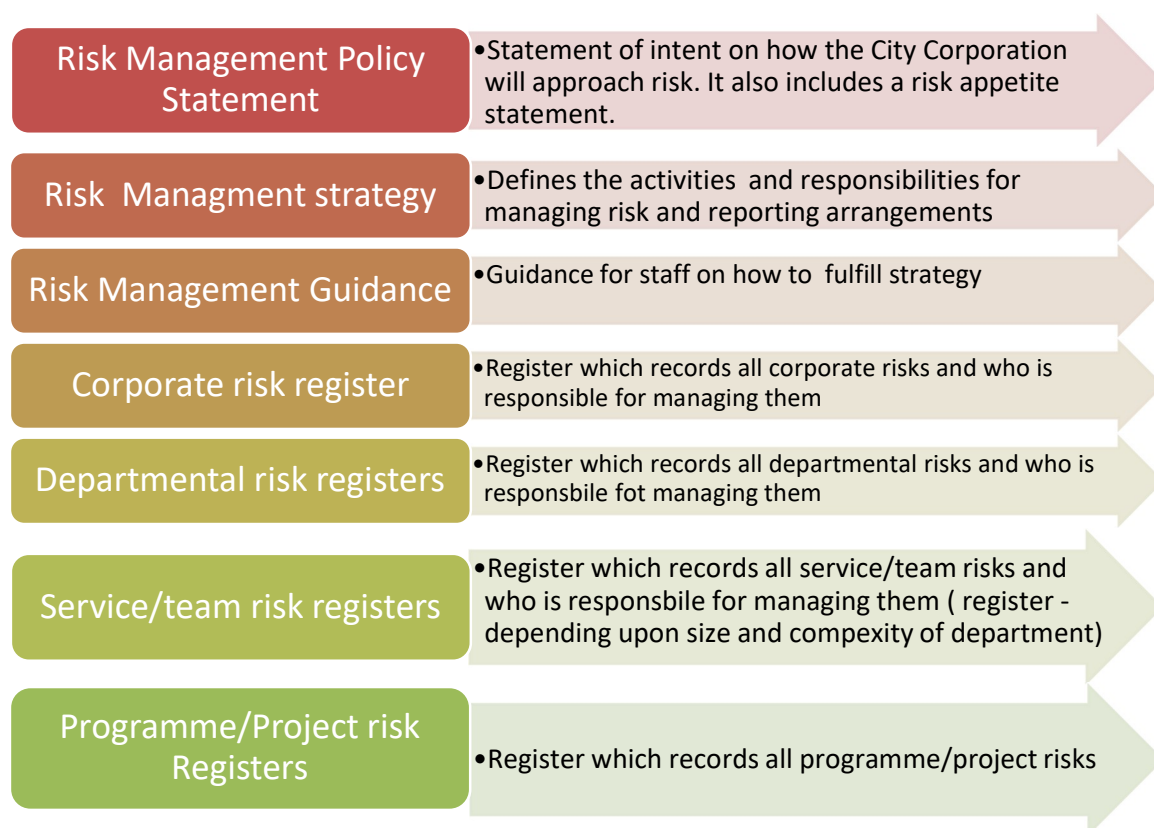 Risk Management Policy
Statement
•Statement of intent on how the City Corporation
will approach risk. It also includes a risk appetite
statement.
Risk  Managment strategy
•Defines the activities  and responsibilities for
managing risk and reporting arrangements
Risk Management Guidance
•Guidance for staff on how to  fulfill strategy
Corporate risk register
•Register which records all corporate risks and who is
responsible for managing them
Departmental risk registers
•Register which records all departmental risks and who is
responsbile fot managing them
Service/team risk registers
•Register which records all service/team risks and
who is responsbile for managing them ( register -
depending upon size and compexity of department)
Programme/Project risk
Registers
•Register which records all programme/project risks